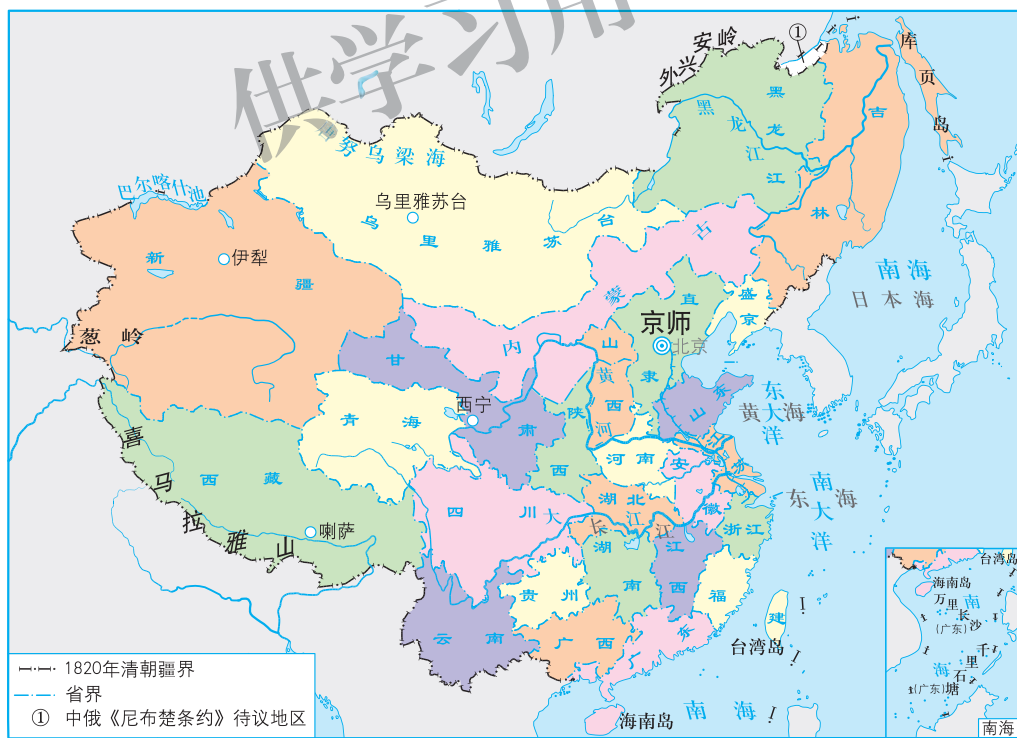 供学习用
外兴安岭
①
库页岛
黑龙江
黑龙江
吉林
唐努乌梁海
乌里雅苏台
乌里雅苏台
巴尔喀什池
新疆
伊犁
葱岭
内蒙古
盛京
直隶
京师
北京
南海
日本海
甘肃
山西
黄河
陕西
山东
东大洋
黄海
青海
西宁
河南
安徽
江苏
南大洋
东海
喜马拉雅山
西藏
喇萨
四川
湖北
大江
长江
浙江
湖南
江西
贵州
福建
云南
广西
广东
台湾岛
海南岛
南海
台湾岛
海南岛
万里长沙
(广东)
南海
千里石塘
(广东)
南海
1820年清朝疆界
省界
① 中俄《尼布楚条约》待议地区